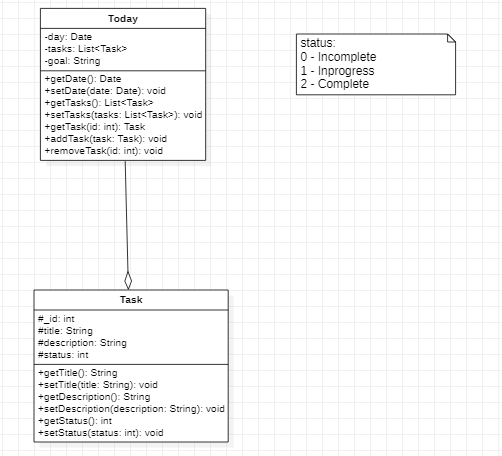 Today
-day: Date
-tasks: List<Task>
-goal: String
+getDate(): Date
+setDate(date: Date): void
+getTasks(): List<Task>
+setTasks(tasks: List<Task>): void
+getTask(id: int): Task
+addTask(task: Task): void
+removeTask(id: int): void
status:
0 - Incomplete
1 - Inprogress
2 - Complete
Task
#_id: int
#title: String
#description: String
#status: int
+getTitle(): String
+setTitle(title: String): void
+getDescription(): String
+setDescription(description: String): void
+getStatus(): int
+setStatus(status: int): void